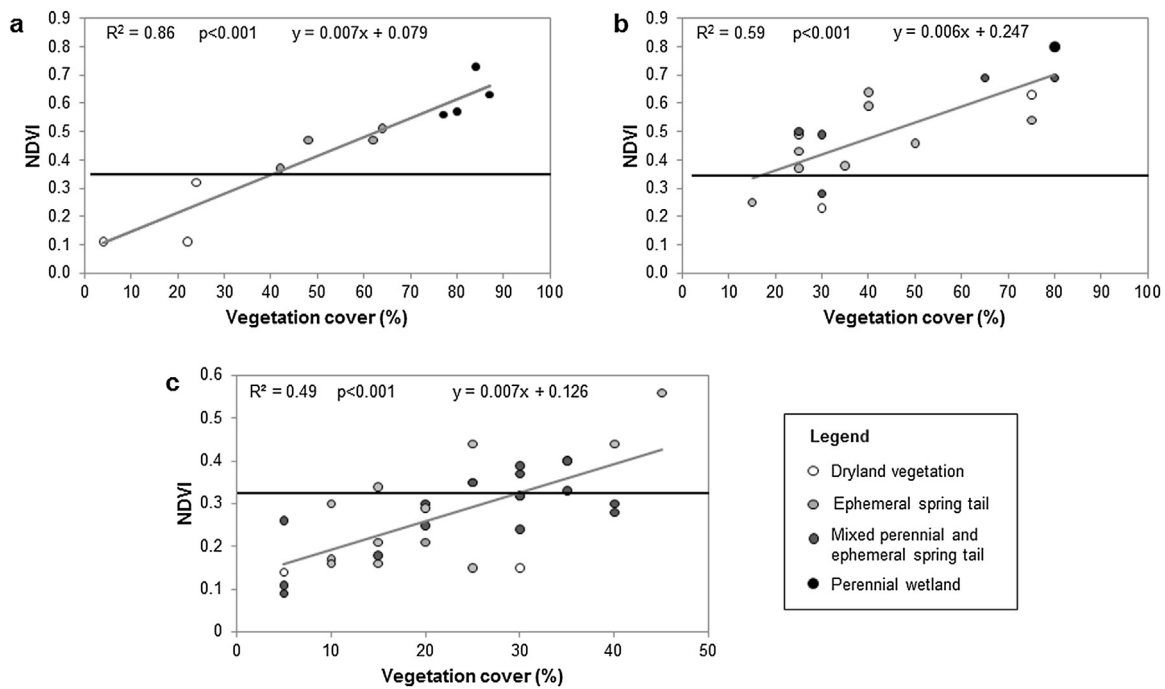 a
R² = 0.86 p<0.001 y = 0.007x + 0.079
NDVI
0.9
0.8
0.7
0.6
0.5
0.4
0.3
0.2
0.1
0.0
0 10 20 30 40 50 60 70 80 90 100
Vegetation cover (%)
b
R² = 0.59 p<0.001 y = 0.006x + 0.247
NDVI
0.9
0.8
0.7
0.6
0.5
0.4
0.3
0.2
0.1
0.0
0 10 20 30 40 50 60 70 80 90 100
Vegetation cover (%)
c
R² = 0.49 p<0.001 y = 0.007x + 0.126
NDVI
0.6
0.5
0.4
0.3
0.2
0.1
0
0 10 20 30 40 50
Vegetation cover (%)
Legend
Dryland vegetation
Ephemeral spring tail
Mixed perennial and
ephemeral spring tail
Perennial wetland